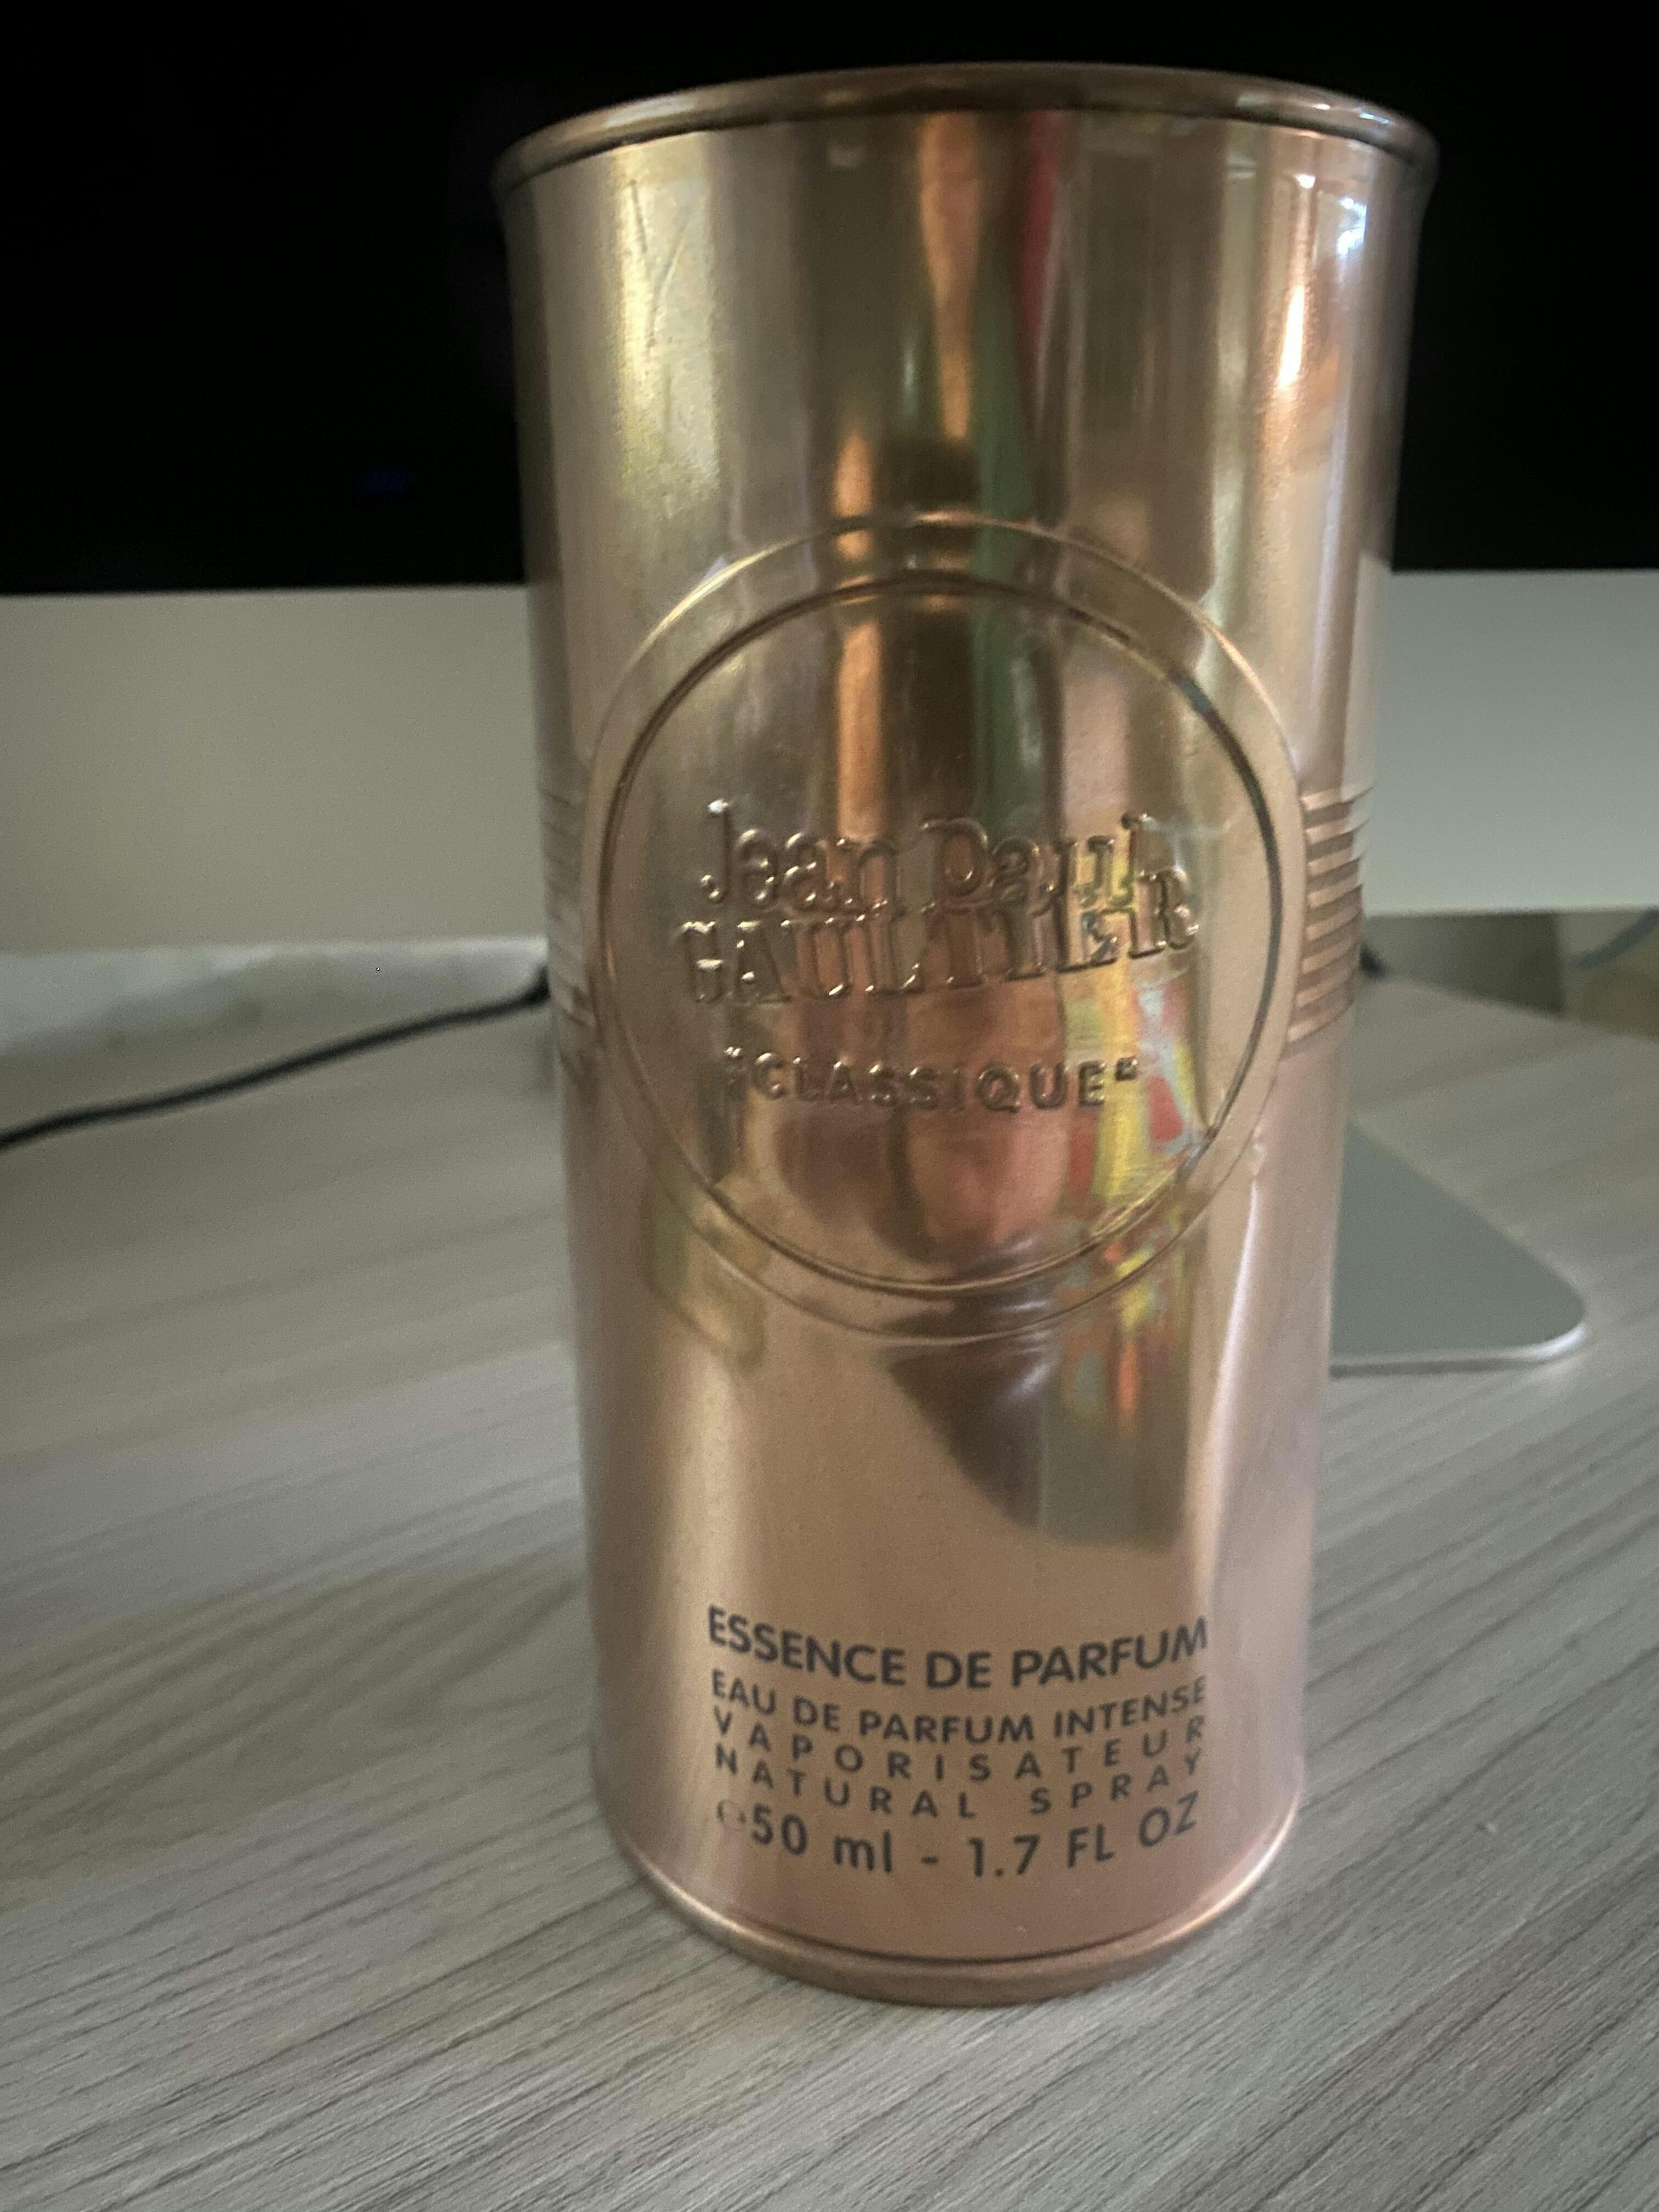 Jean Paul
GAULTIER
"CLASSIQUE"
ESSENCE DE PARFUM
EAU DE PARFUM INTENSE
VAPORISATEUR
NATURAL SPRAY
℮50 ml - 1.7 FL OZ